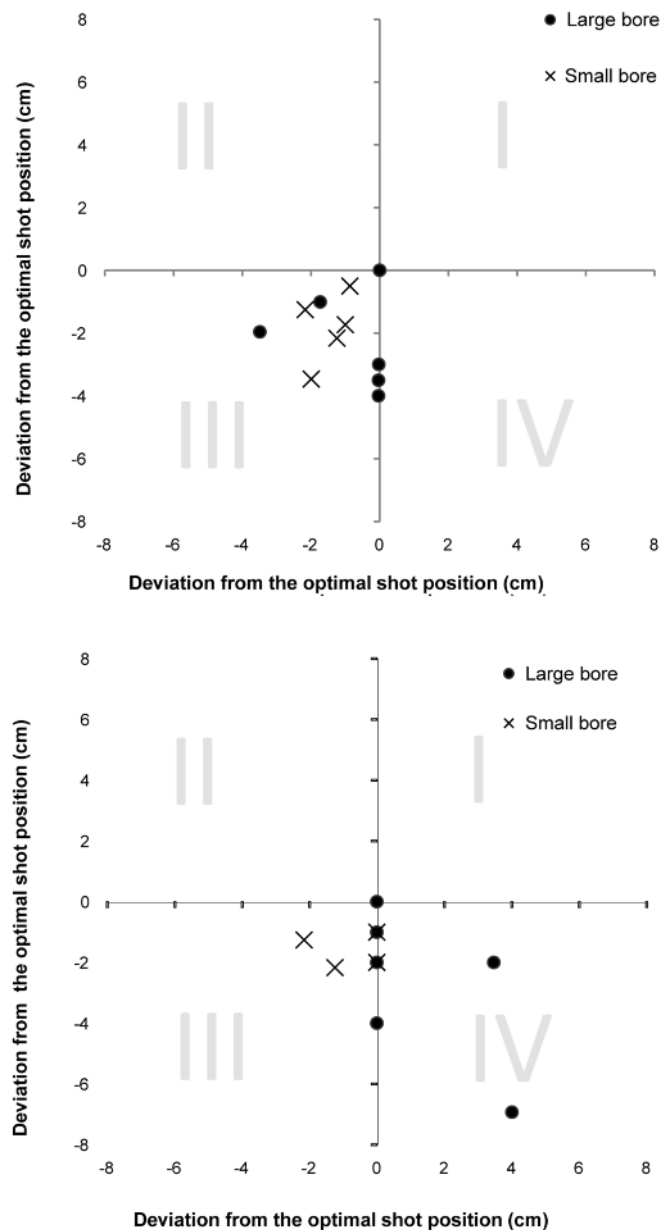 8
● Large bore
6
× Small bore
4
II I
2
0
-2
-4
III IV
-6
-8
-8 -6 -4 -2 0 2 4 6 8
Deviation from the optimal shot position (cm)
Deviation from the optimal shot position (cm)
8
● Large bore
6
× Small bore
4
II I
2
0
-2
-4
III IV
-6
-8
-8 -6 -4 -2 0 2 4 6 8
Deviation from the optimal shot position (cm)
Deviation from the optimal shot position (cm)